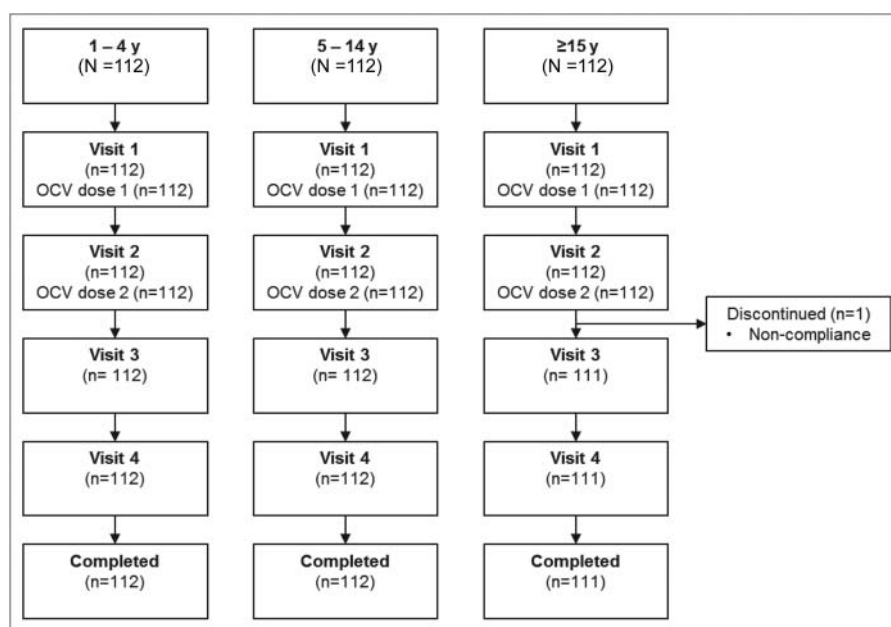 1 – 4 y
(N =112)
Visit 1
(n=112)
OCV dose 1 (n=112)
Visit 2
(n=112)
OCV dose 2 (n=112)
Visit 3
(n= 112)
Visit 4
(n=112)
Completed
(n=112)
5 – 14 y
(N =112)
Visit 1
(n=112)
OCV dose 1 (n=112)
Visit 2
(n=112)
OCV dose 2 (n=112)
Visit 3
(n= 112)
Visit 4
(n=112)
Completed
(n=112)
≥15 y
(N =112)
Visit 1
(n=112)
OCV dose 1 (n=112)
Visit 2
(n=112)
OCV dose 2 (n=112)
Discontinued (n=1)
• Non-compliance
Visit 3
(n= 111)
Visit 4
(n=111)
Completed
(n=111)